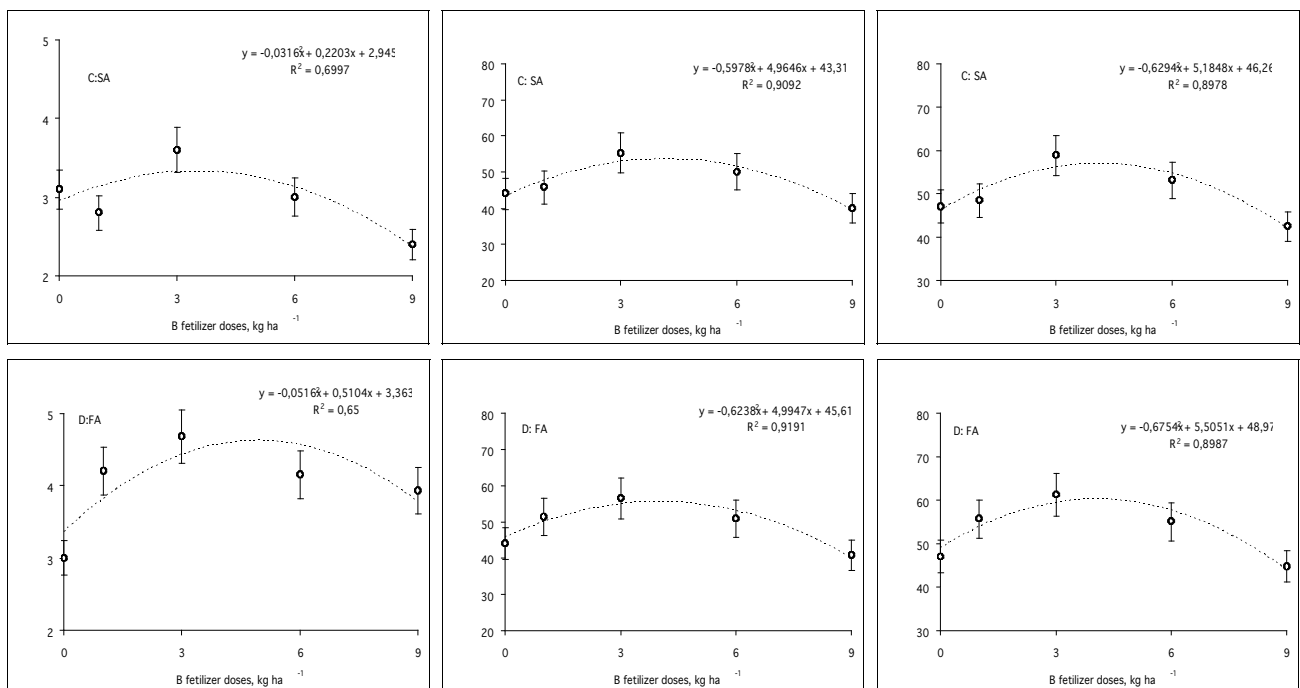 5
y = -0,0316x² + 0,2203x + 2,945
R² = 0,6997
C:SA
4
3
2
0 3 6 9
B fetilizer doses, kg ha -1
80
y = -0,5978x² + 4,9646x + 43,31
R² = 0,9092
C: SA
70
60
50
40
30
20
0 3 6 9
B fetilizer doses, kg ha -1
80
y = -0,6294x² + 5,1848x + 46,26
R² = 0,8978
C: SA
70
60
50
40
30
0 3 6 9
B fetilizer doses, kg ha -1
y = -0,0516x² + 0,5104x + 3,363
R² = 0,65
5
D:FA
4
3
2
0 3 6 9
B fetilizer doses, kg ha -1
80
y = -0,6238x² + 4,9947x + 45,61
R² = 0,9191
D: FA
70
60
50
40
30
20
0 3 6 9
B fetilizer doses, kg ha -1
80
y = -0,6754x² + 5,5051x + 48,97
R² = 0,8987
D: FA
70
60
50
40
30
0 3 6 9
B fetilizer doses, kg ha -1